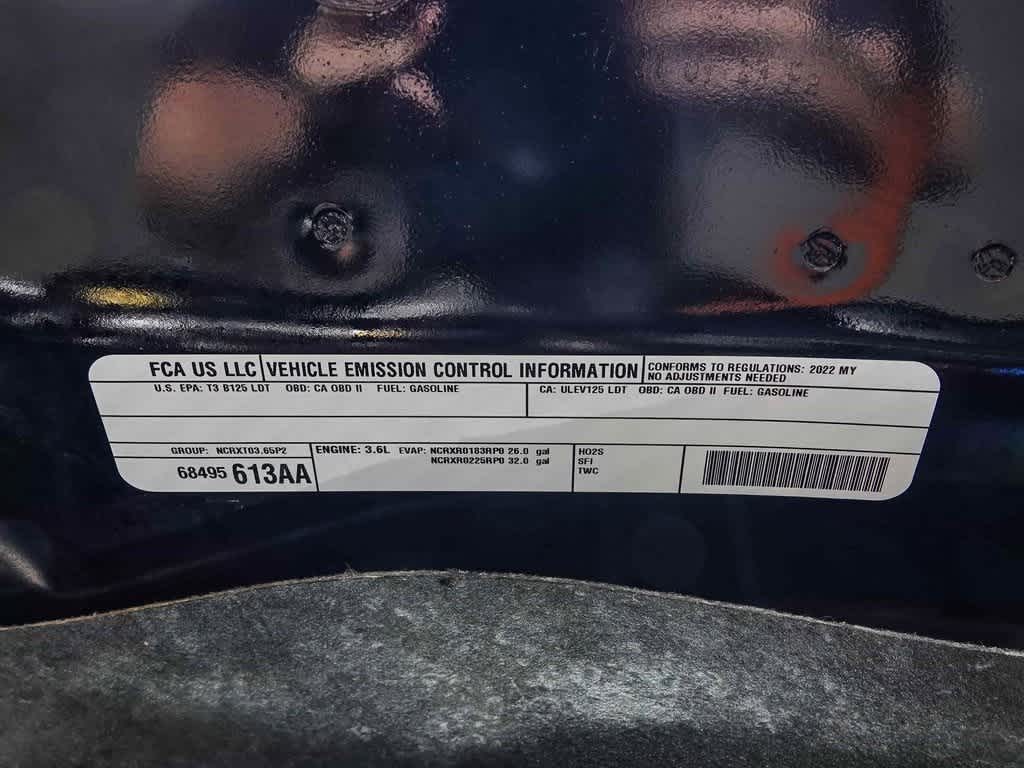 FCA US LLC VEHICLE EMISSION CONTROL INFORMATION
CONFORMS TO REGULATIONS: 2022 MY
NO ADJUSTMENTS NEEDED
U.S. EPA: T3 B125 LDT OBD: CA OBD II FUEL: GASOLINE
CA: ULEV125 LDT OBD: CA OBD II FUEL: GASOLINE
GROUP: NCRXT03.65P2
68495 613AA
ENGINE: 3.6L EVAP: NCRXR0183RP0 26.0 gal
NCRXR0225RP0 32.0 gal
HO2S
SFI
TWC